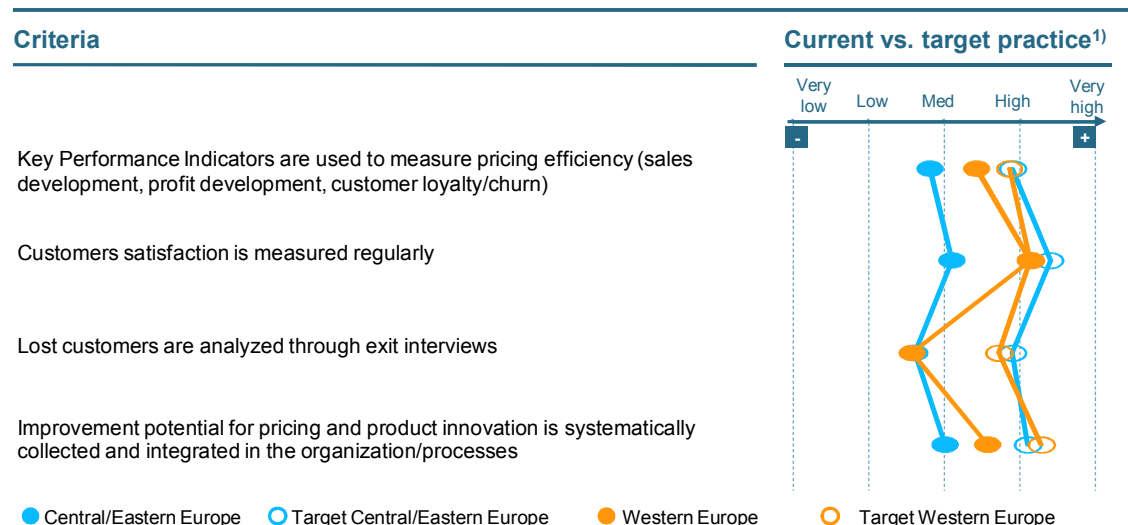 Criteria
Current vs. target practice1)
Very low
Low
Med
High
Very high
-
+
Key Performance Indicators are used to measure pricing efficiency (sales
development, profit development, customer loyalty/churn)
Customers satisfaction is measured regularly
Lost customers are analyzed through exit interviews
Improvement potential for pricing and product innovation is systematically
collected and integrated in the organization/processes
Central/Eastern Europe
Target Central/Eastern Europe
Western Europe
Target Western Europe